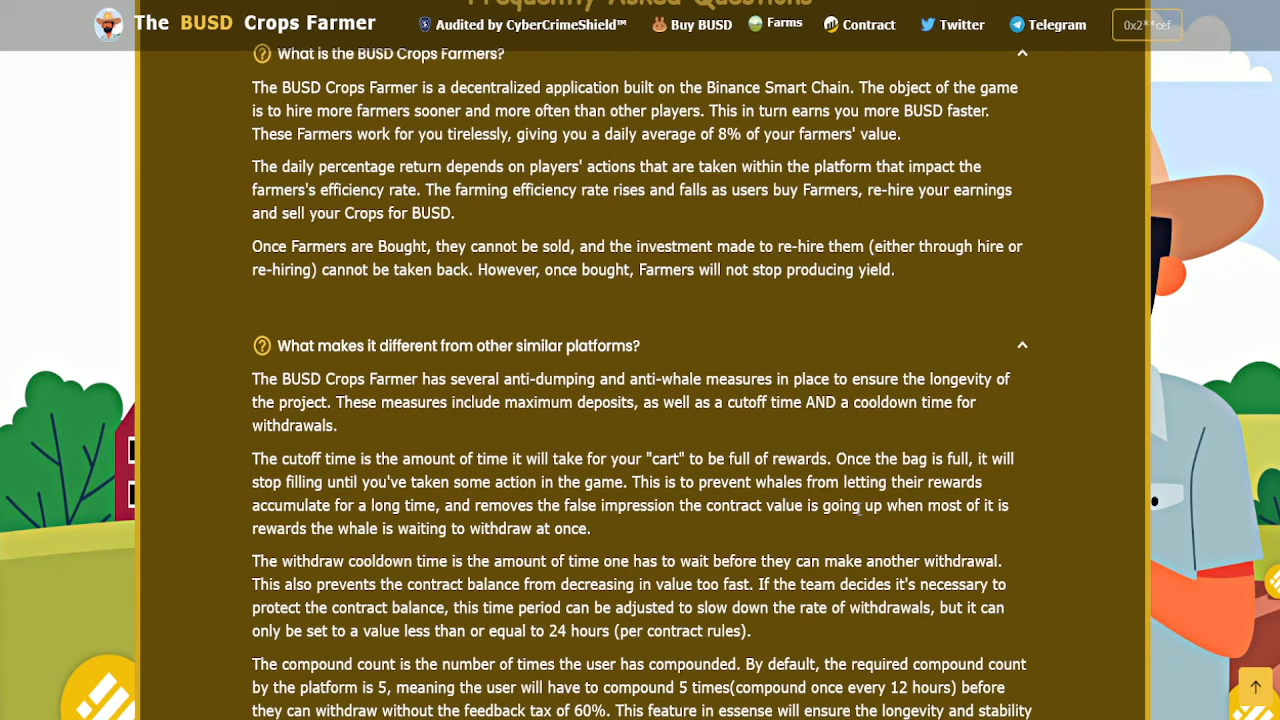 Frequently Asked Questions
The BUSD Crops Farmer
Audited by CyberCrimeShield™
Buy BUSD
Farms
Contract
Twitter
Telegram
0x2**cef
What is the BUSD Crops Farmers?
The BUSD Crops Farmer is a decentralized application built on the Binance Smart Chain. The object of the game
is to hire more farmers sooner and more often than other players. This in turn earns you more BUSD faster.
These Farmers work for you tirelessly, giving you a daily average of 8% of your farmers' value.
The daily percentage return depends on players' actions that are taken within the platform that impact the
farmers's efficiency rate. The farming efficiency rate rises and falls as users buy Farmers, re-hire your earnings
and sell your Crops for BUSD.
Once Farmers are Bought, they cannot be sold, and the investment made to re-hire them (either through hire or
re-hiring) cannot be taken back. However, once bought, Farmers will not stop producing yield.
What makes it different from other similar platforms?
The BUSD Crops Farmer has several anti-dumping and anti-whale measures in place to ensure the longevity of
the project. These measures include maximum deposits, as well as a cutoff time AND a cooldown time for
withdrawals.
The cutoff time is the amount of time it will take for your "cart" to be full of rewards. Once the bag is full, it will
stop filling until you've taken some action in the game. This is to prevent whales from letting their rewards
accumulate for a long time, and removes the false impression the contract value is going up when most of it is
rewards the whale is waiting to withdraw at once.
The withdraw cooldown time is the amount of time one has to wait before they can make another withdrawal.
This also prevents the contract balance from decreasing in value too fast. If the team decides it's necessary to
protect the contract balance, this time period can be adjusted to slow down the rate of withdrawals, but it can
only be set to a value less than or equal to 24 hours (per contract rules).
The compound count is the number of times the user has compounded. By default, the required compound count
by the platform is 5, meaning the user will have to compound 5 times(compound once every 12 hours) before
they can withdraw without the feedback tax of 60%. This feature in essense will ensure the longevity and stability